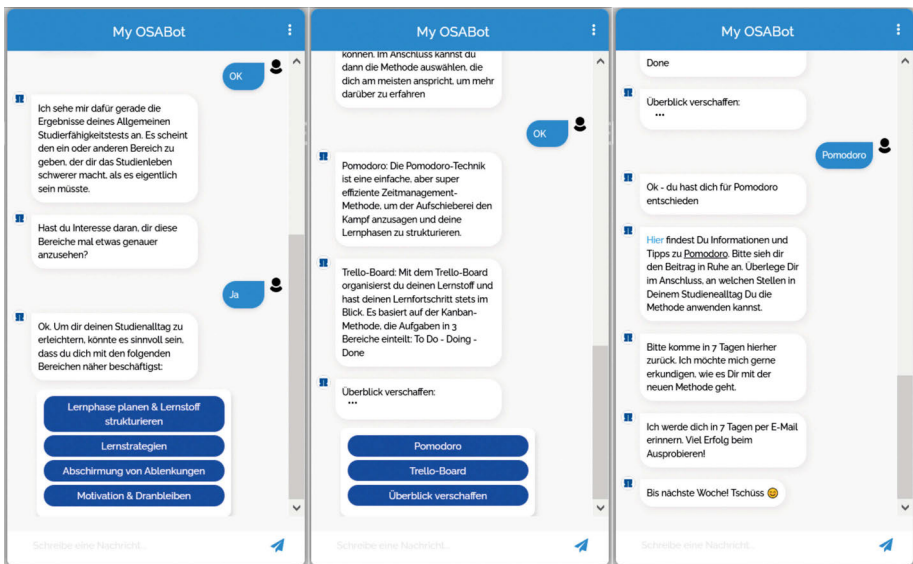 My OSABot
OK
Ich sehe mir dafür gerade die
Ergebnisse deines Allgemeinen
Studierfähigkeitstests an. Es scheint
den ein oder anderen Bereich zu
geben, der dir das Studienleben
schwerer macht, als es eigentlich
sein müsste.
Hast du Interesse daran, dir diese
Bereiche mal etwas genauer
anzusehen?
Ja
Ok. Um dir deinen Studienalltag zu
erleichtern, könnte es sinnvoll sein,
dass du dich mit den folgenden
Bereichen näher beschäftigst:
Lernphase planen & Lernstoff
strukturieren
Lernstrategien
Abschirmung von Ablenkungen
Motivation & Dranbleiben
Schreibe eine Nachricht...
My OSABot
können. Im Anschluss kannst du
dann die Methode auswählen, die
dich am meisten anspricht, um mehr
darüber zu erfahren
OK
Pomodoro: Die Pomodoro-Technik
ist eine einfache, aber super
effiziente Zeitmanagement-
Methode, um der Aufschieberei den
Kampf anzusagen und deine
Lernphasen zu strukturieren.
Trello-Board: Mit dem Trello-Board
organisierst du deinen Lernstoff und
hast deinen Lernfortschritt stets im
Blick. Es basiert auf der Kanban-
Methode, die Aufgaben in 3
Bereiche einteilt: To Do - Doing -
Done
Überblick verschaffen:
...
Pomodoro
Trello-Board
Überblick verschaffen
Schreibe eine Nachricht...
My OSABot
Done
Überblick verschaffen:
...
Pomodoro
Ok - du hast dich für Pomodoro
entschieden
Hier findest Du Informationen und
Tipps zu Pomodoro. Bitte sieh dir
den Beitrag in Ruhe an. Überlege Dir
im Anschluss, an welchen Stellen in
Deinem Studienealltag Du die
Methode anwenden kannst.
Bitte komme in 7 Tagen hierher
zurück. Ich möchte mich gerne
erkundigen, wie es Dir mit der
neuen Methode geht.
Ich werde dich in 7 Tagen per E-Mail
erinnern. Viel Erfolg beim
Ausprobieren!
Bis nächste Woche! Tschüss 😊
Schreibe eine Nachricht...